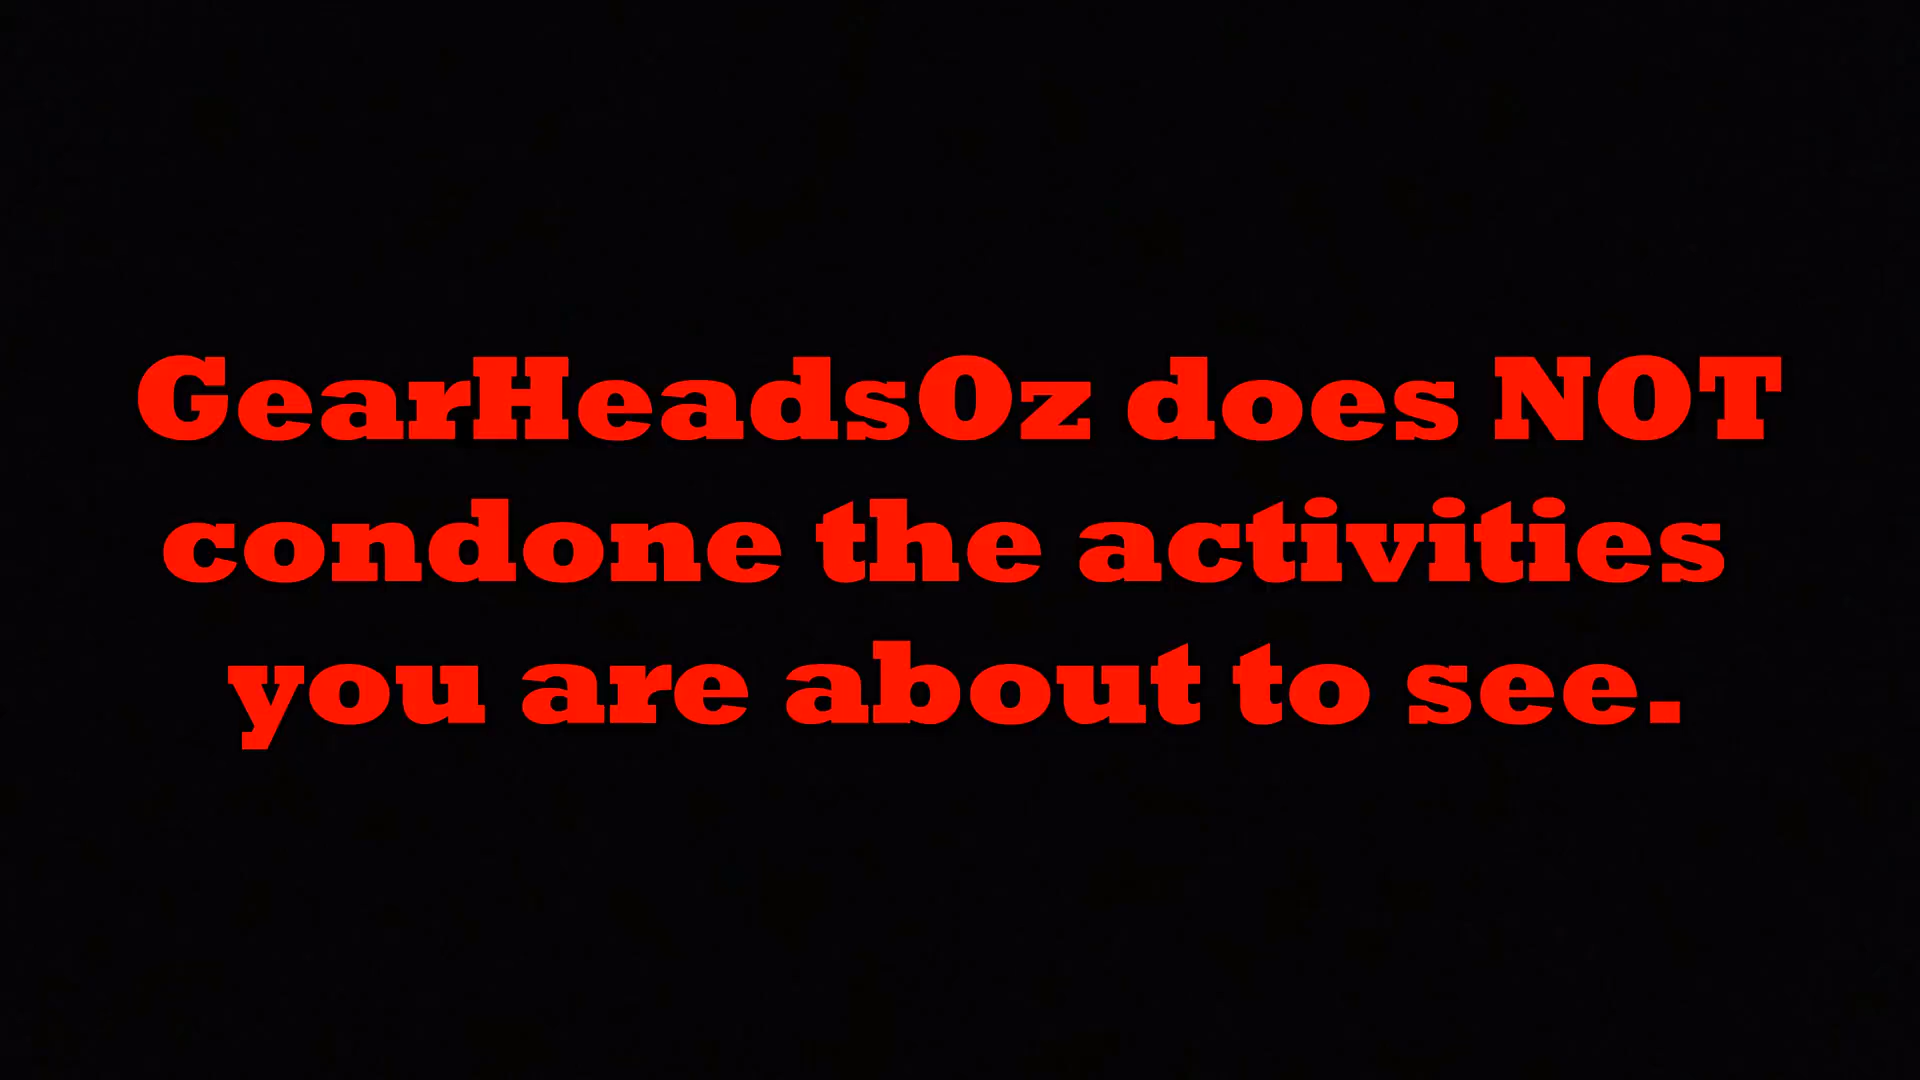 GearHeadsOz does NOT
condone the activities
you are about to see.